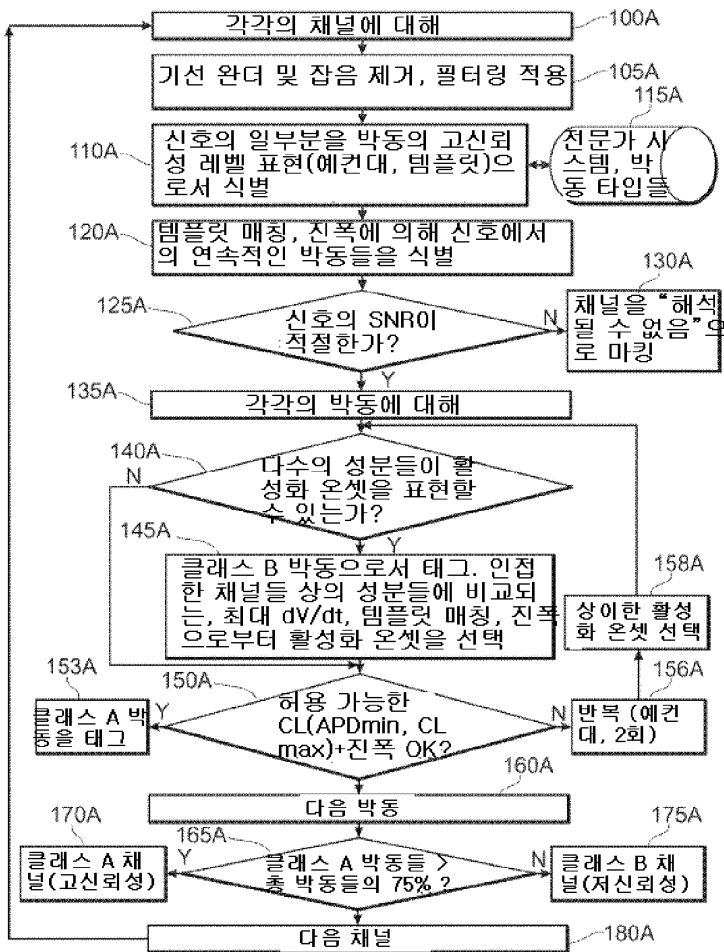 각각의 채널에 대해
100A
기선 완더 및 잡음 제거, 필터링 적용
105A
115A
110A
신호의 일부분을 박동의 고신뢰
성 레벨 표현(예컨대, 템플릿)으
로서 식별
전문가 시
스템, 박
동 타입들
120A
템플릿 매칭, 진폭에 의해 신호에서
의 연속적인 박동들을 식별
130A
125A
신호의 SNR이
적절한가?
N
채널을 “해석
될 수 없음”으
로 마킹
Y
135A
각각의 박동에 대해
140A
N
다수의 성분들이 활
성화 온셋을 표현할
수 있는가?
145A
Y
클래스 B 박동으로서 태그. 인접
한 채널들 상의 성분들에 비교되
는, 최대 dV/dt, 템플릿 매칭, 진폭
으로부터 활성화 온셋을 선택
158A
상이한 활성
화 온셋 선택
153A
150A
156A
클래스 A 박
동을 태그
Y
허용 가능한
CL(APDmin, CL
max)+진폭 OK?
N
반복 (예컨
대, 2회)
160A
다음 박동
170A
165A
175A
클래스 A 채
널(고신뢰성)
Y
클래스 A 박동들 >
총 박동들의 75% ?
N
클래스 B 채
널(저신뢰성)
다음 채널
180A